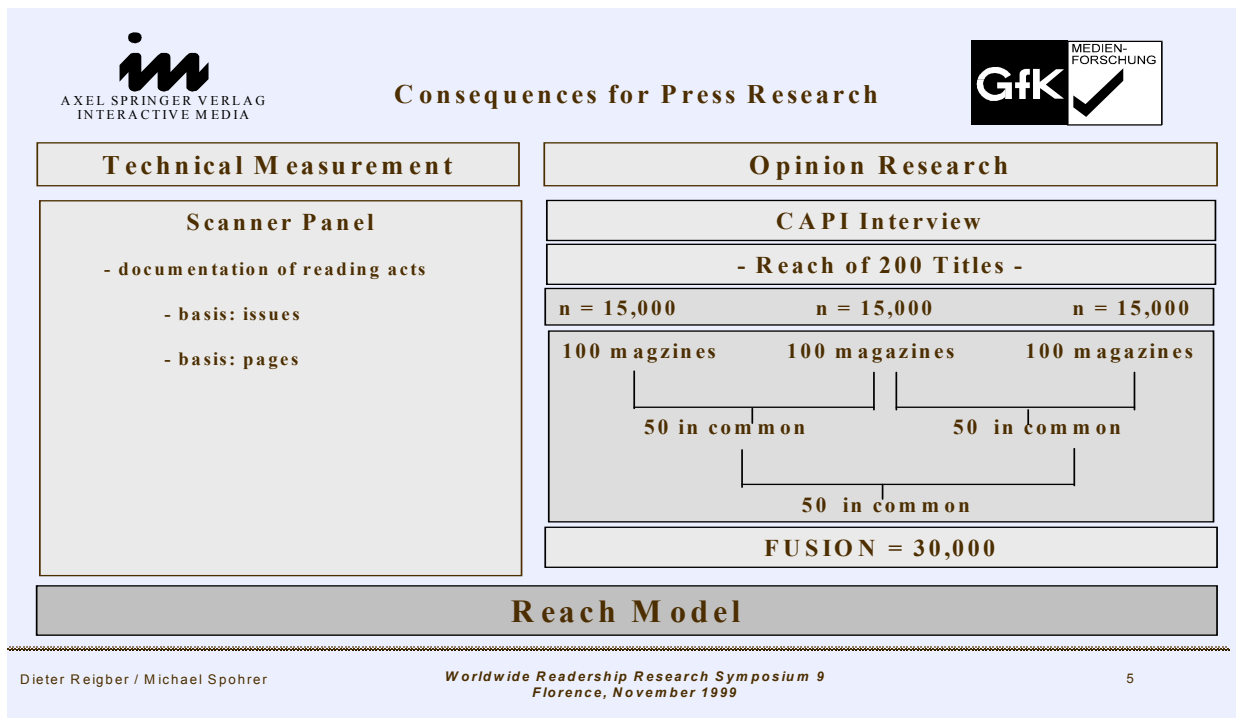 im
AXEL SPRINGER VERLAG
INTERACTIVE MEDIA
Consequences for Press Research
GfK
MEDIEN-
FORSCHUNG
Technical Measurement
Opinion Research
Scanner Panel
- documentation of reading acts
- basis: issues
- basis: pages
CAPI Interview
- Reach of 200 Titles -
n = 15,000 n = 15,000 n = 15,000
100 magzines 100 magazines 100 magazines
50 in common 50 in common
50 in common
FUSION = 30,000
Reach Model
Dieter Reigber / Michael Spohrer
Worldwide Readership Research Symposium 9
Florence, November 1999
5